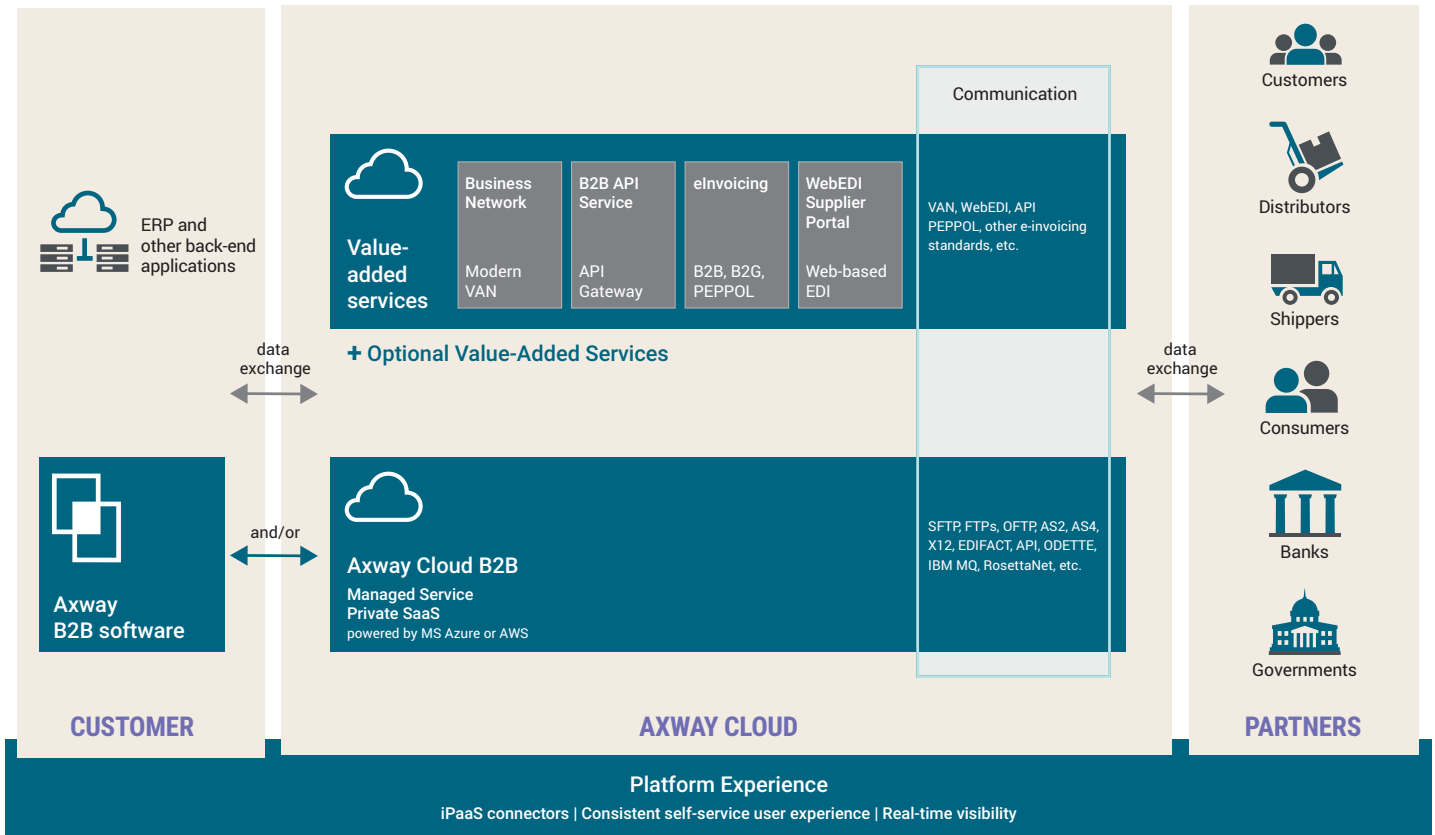 ERP and
other back-end
applications
data
exchange
and/or
Axway
B2B software
CUSTOMER
Communication
Value-
added
services
Business
Network
Modern
VAN
B2B API
Service
API
Gateway
eInvoicing
B2B, B2G,
PEPPOL
WebEDI
Supplier
Portal
Web-based
EDI
VAN, WebEDI, API
PEPPOL, other e-invoicing
standards, etc.
+ Optional Value-Added Services
Axway Cloud B2B
Managed Service
Private SaaS
powered by MS Azure or AWS
SFTP, FTPs, OFTP, AS2, AS4,
X12, EDIFACT, API, ODETTE,
IBM MQ, RosettaNet, etc.
AXWAY CLOUD
data
exchange
Customers
Distributors
Shippers
Consumers
Banks
Governments
PARTNERS
Platform Experience
iPaaS connectors | Consistent self-service user experience | Real-time visibility